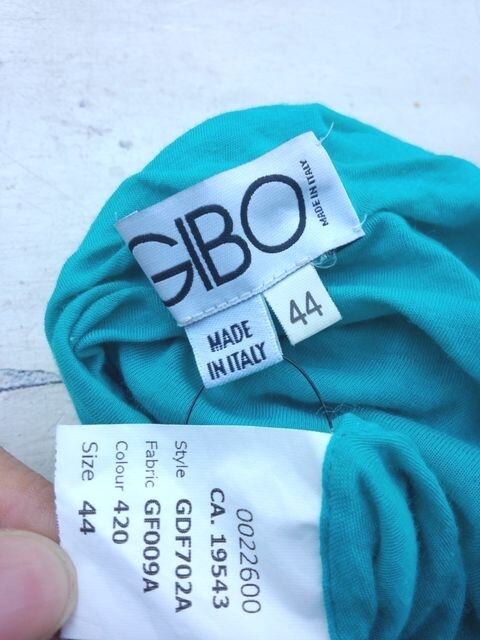 GIBO
MADE IN ITALY
44
MADE
IN ITALY
0022600
CA. 19543
Style GDF702A
Fabric GF009A
Colour 420
Size 44